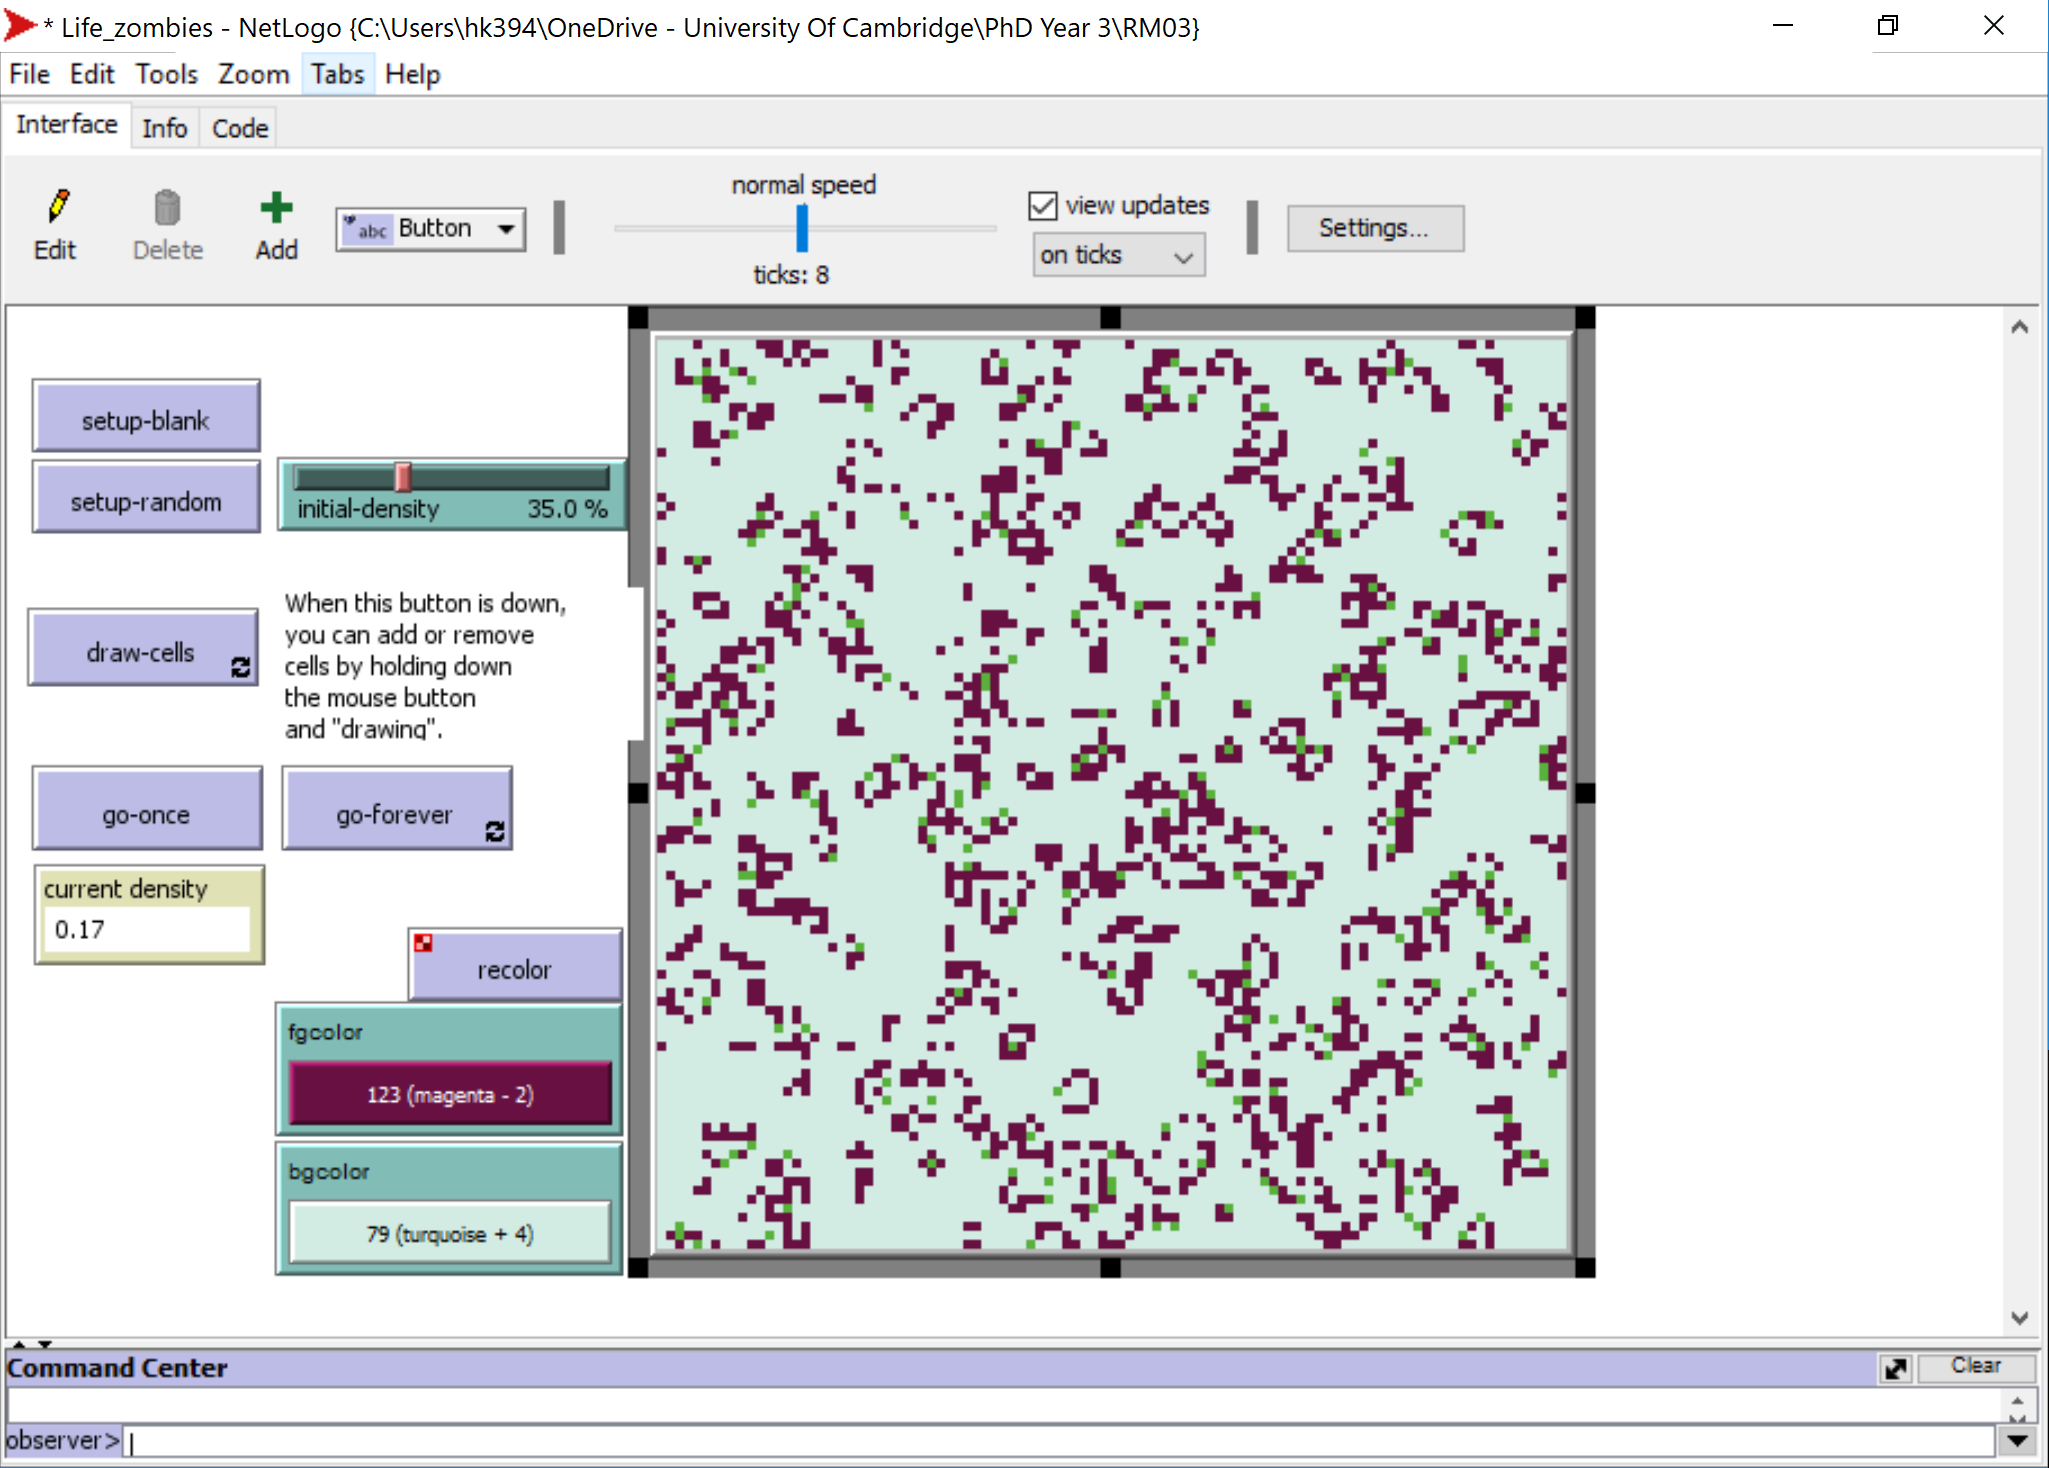 * Life_zombies - NetLogo {C:\Users\hk394\OneDrive - University Of Cambridge\PhD Year 3\RM03}
File Edit Tools Zoom Tabs Help
Interface Info Code
normal speed
view updates
Edit Delete Add abc Button
on ticks
Settings...
ticks: 8
setup-blank
setup-random
initial-density 35.0 %
When this button is down,
you can add or remove
cells by holding down
the mouse button
and "drawing".
draw-cells
go-once
go-forever
current density
0.17
recolor
fgcolor
123 (magenta - 2)
bgcolor
79 (turquoise + 4)
Command Center
Clear
observer>